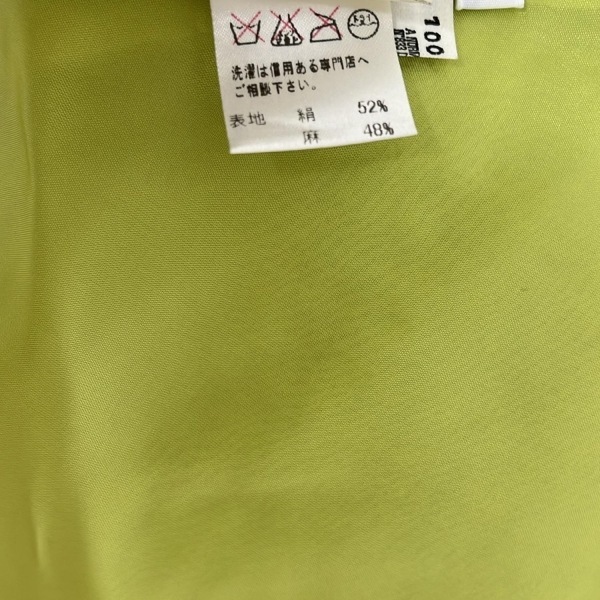 洗濯は信用ある専門店へ
ご相談下さい。
表地 絹 52%
麻 48%
100